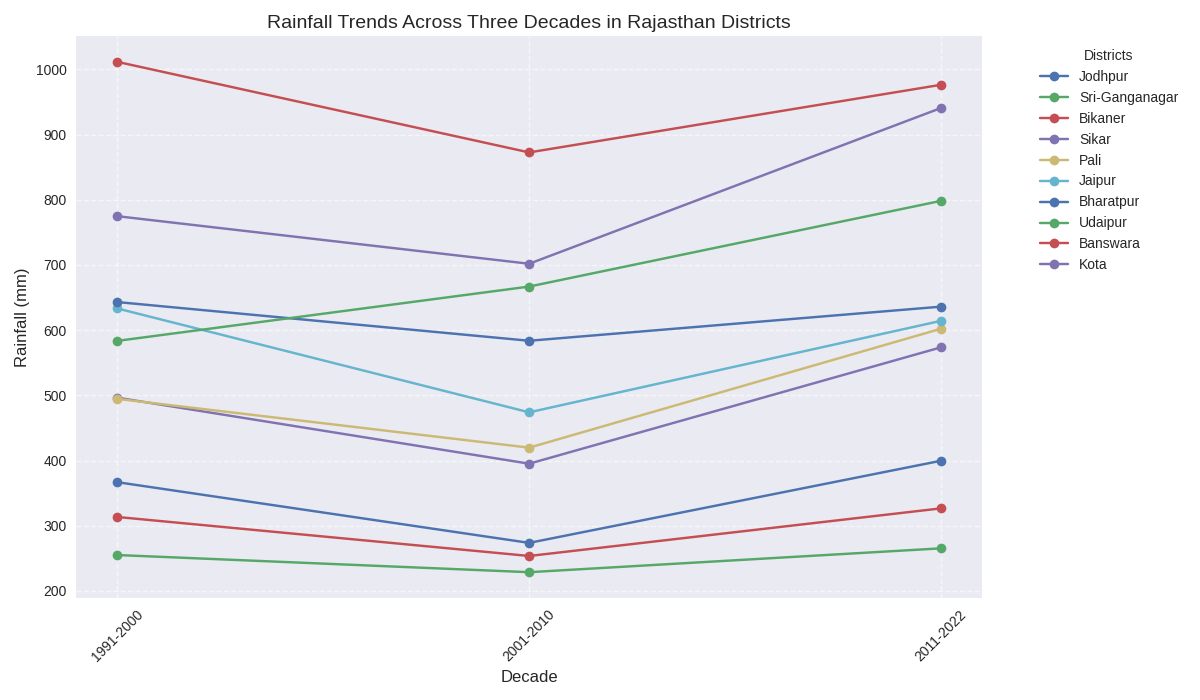 Rainfall Trends Across Three Decades in Rajasthan Districts
Rainfall (mm)
1000
900
800
700
600
500
400
300
200
1991-2000
2001-2010
2011-2022
Decade
Districts
Jodhpur
Sri-Ganganagar
Bikaner
Sikar
Pali
Jaipur
Bharatpur
Udaipur
Banswara
Kota